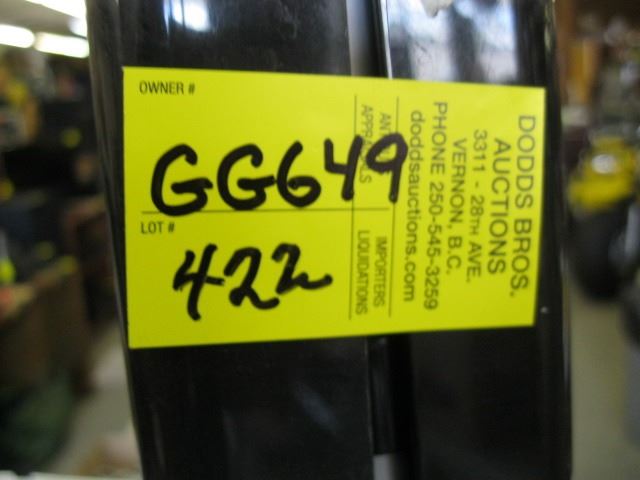 OWNER #
GG649
LOT #
422
DODDS BROS.
AUCTIONS
3311 - 28TH AVE.
VERNON, B.C.
PHONE 250-545-3259
doddsauctions.com
APPRAISALS
IMPORTERS
LIQUIDATIONS